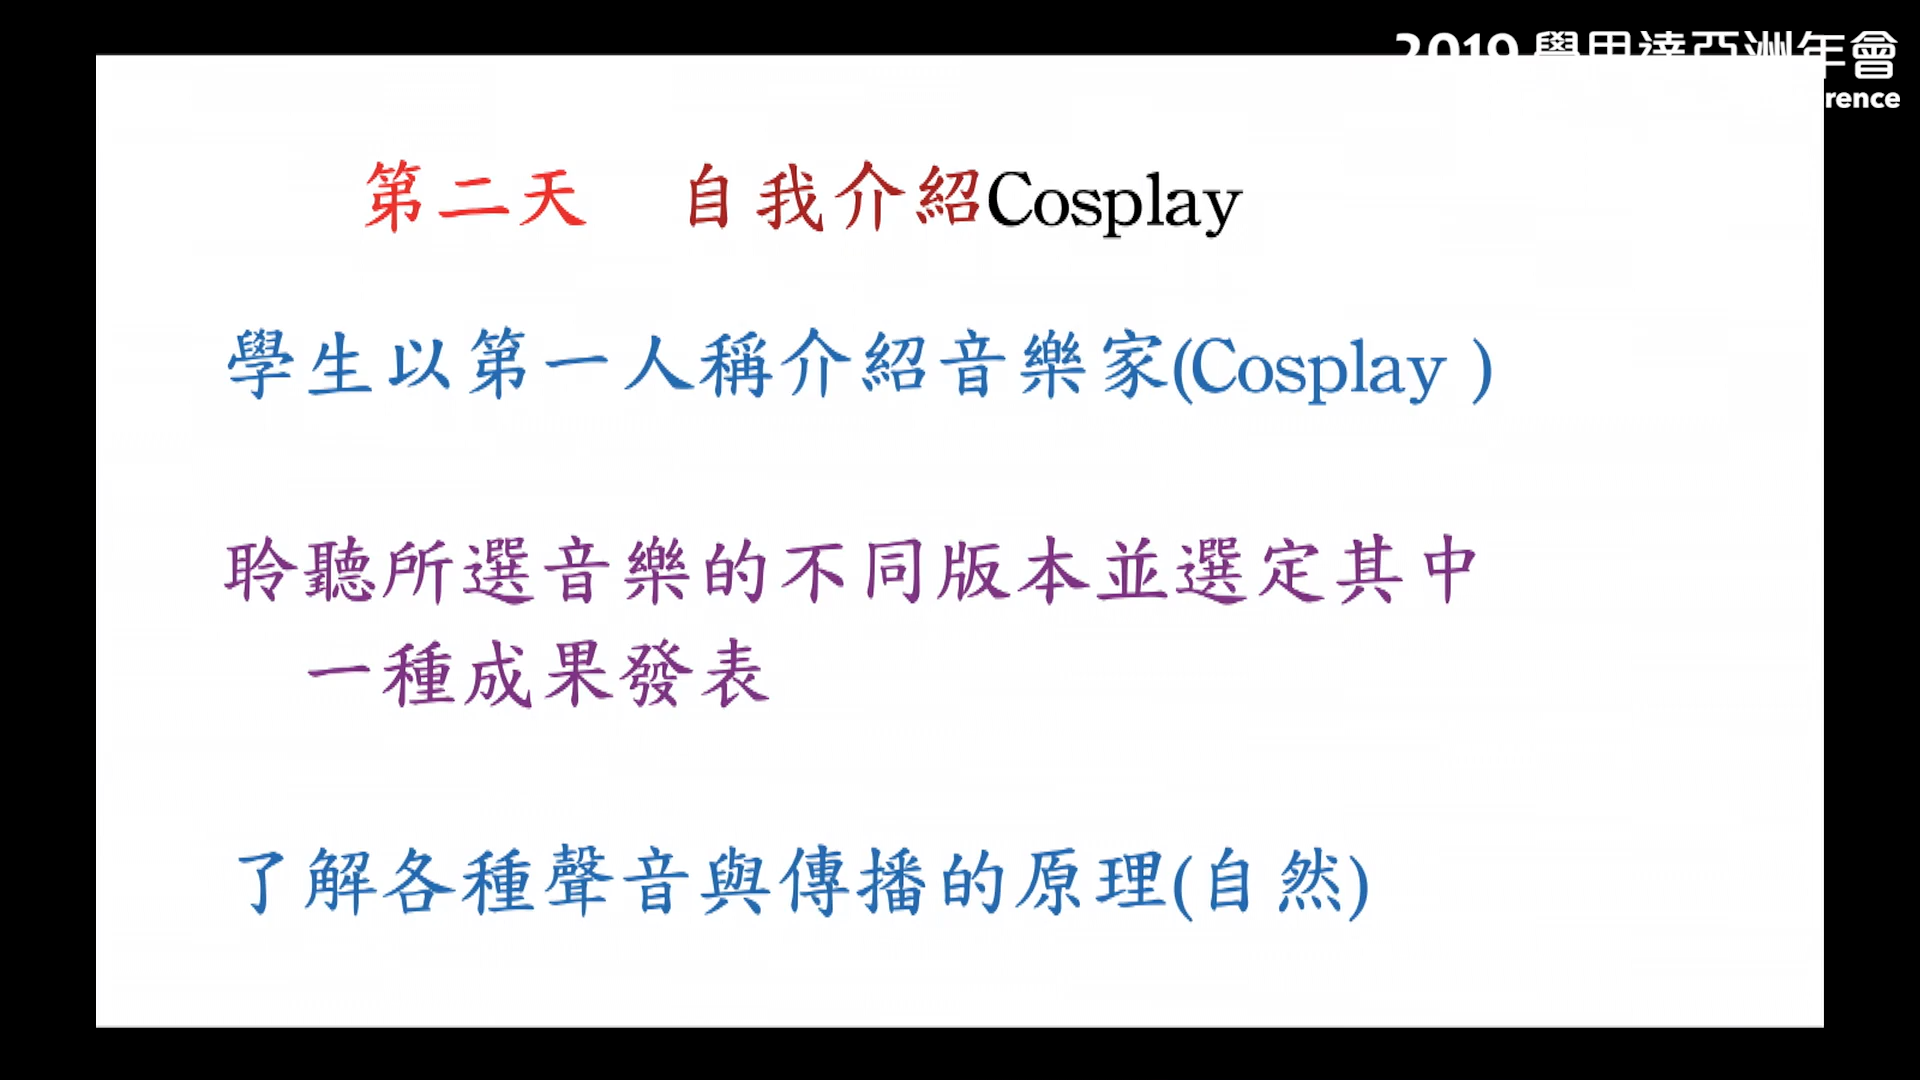 2019 學思達亞洲年會
rence
第二天 自我介紹Cosplay
學生以第一人稱介紹音樂家(Cosplay )
聆聽所選音樂的不同版本並選定其中
一種成果發表
了解各種聲音與傳播的原理(自然)